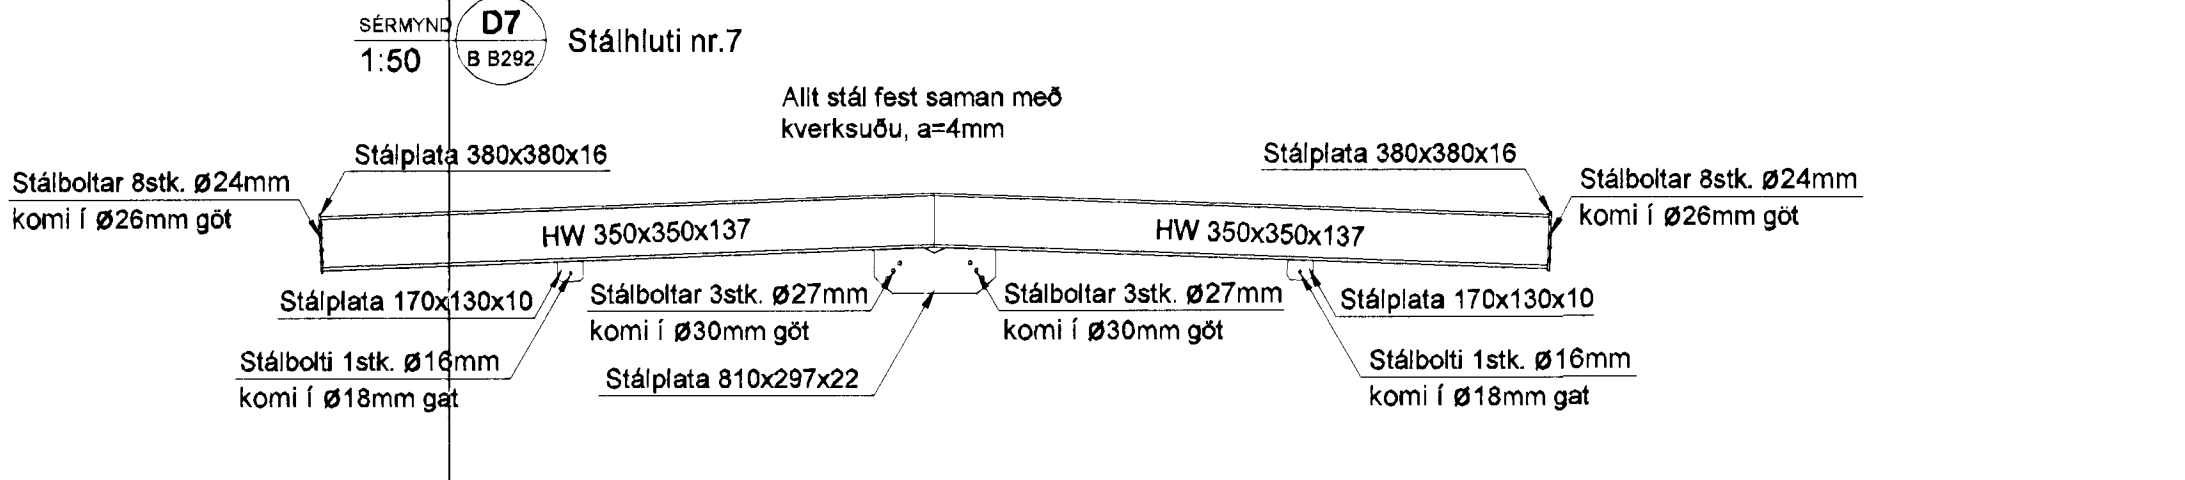 SÉRMYND
1:50
D7
B B292
Stálhluti nr.7
Allt stál fest saman með
kverksuðu, a=4mm
Stálplata 380x380x16
Stálboltar 8stk. Ø24mm
komi í Ø26mm göt
Stálplata 380x380x16
Stálboltar 8stk. Ø24mm
komi í Ø26mm göt
HW 350x350x137
HW 350x350x137
Stálplata 170x130x10
Stálboltar 3stk. Ø27mm
komi í Ø30mm göt
Stálboltar 3stk. Ø27mm
komi í Ø30mm göt
Stálplata 170x130x10
Stálbolti 1stk. Ø16mm
komi í Ø18mm gat
Stálplata 810x297x22
Stálbolti 1stk. Ø16mm
komi í Ø18mm gat